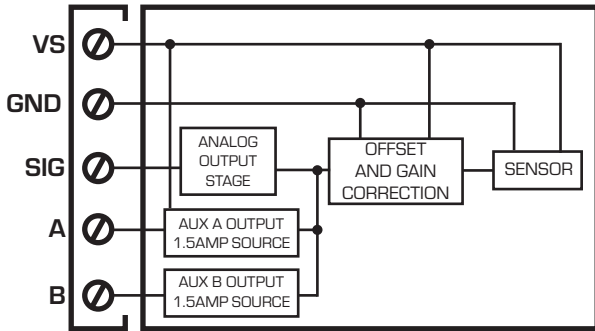 VS
GND
SIG
A
B
ANALOG
OUTPUT
STAGE
OFFSET
AND GAIN
CORRECTION
SENSOR
AUX A OUTPUT
1.5AMP SOURCE
AUX B OUTPUT
1.5AMP SOURCE